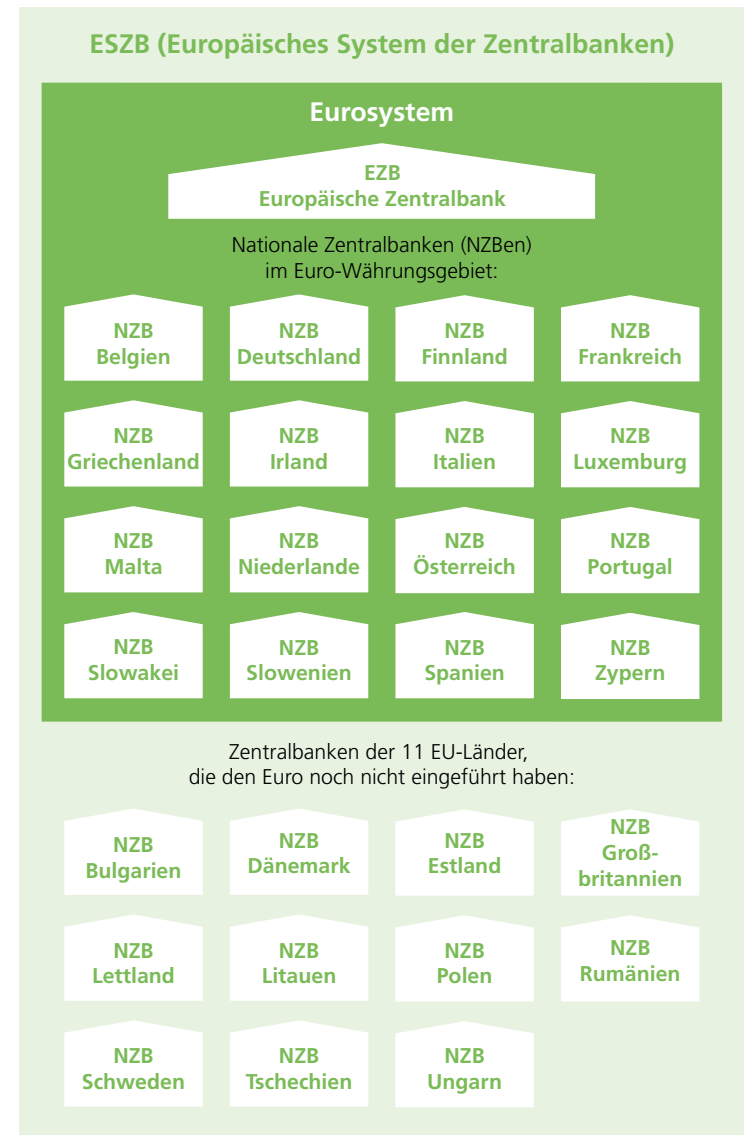 ESZB (Europäisches System der Zentralbanken)
Eurosystem
EZB
Europäische Zentralbank
Nationale Zentralbanken (NZBen)
im Euro-Währungsgebiet:
NZB
Belgien
NZB
Deutschland
NZB
Finnland
NZB
Frankreich
NZB
Griechenland
NZB
Irland
NZB
Italien
NZB
Luxemburg
NZB
Malta
NZB
Niederlande
NZB
Österreich
NZB
Portugal
NZB
Slowakei
NZB
Slowenien
NZB
Spanien
NZB
Zypern
Zentralbanken der 11 EU-Länder,
die den Euro noch nicht eingeführt haben:
NZB
Bulgarien
NZB
Dänemark
NZB
Estland
NZB
Groß-
britannien
NZB
Lettland
NZB
Litauen
NZB
Polen
NZB
Rumänien
NZB
Schweden
NZB
Tschechien
NZB
Ungarn